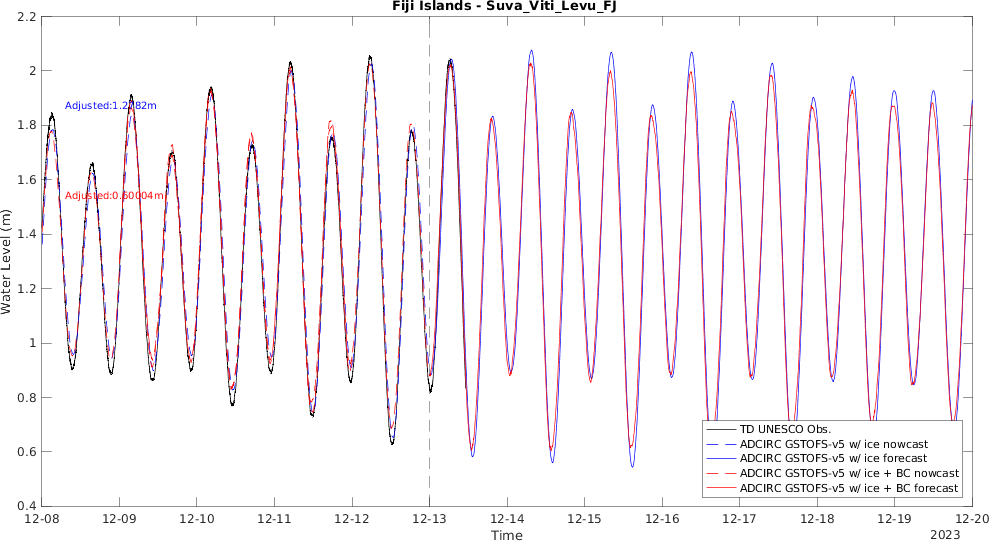 Fiji Islands - Suva_Viti_Levu_FJ
Water Level (m)
2.2
2
1.8
1.6
1.4
1.2
1
0.8
0.6
0.4
Adjusted:1.2782m
Adjusted:0.60004m
TD UNESCO Obs.
ADCIRC GSTOFS-v5 w/ ice nowcast
ADCIRC GSTOFS-v5 w/ ice forecast
ADCIRC GSTOFS-v5 w/ ice + BC nowcast
ADCIRC GSTOFS-v5 w/ ice + BC forecast
12-08 12-09 12-10 12-11 12-12 12-13 12-14 12-15 12-16 12-17 12-18 12-19 12-20
Time
2023